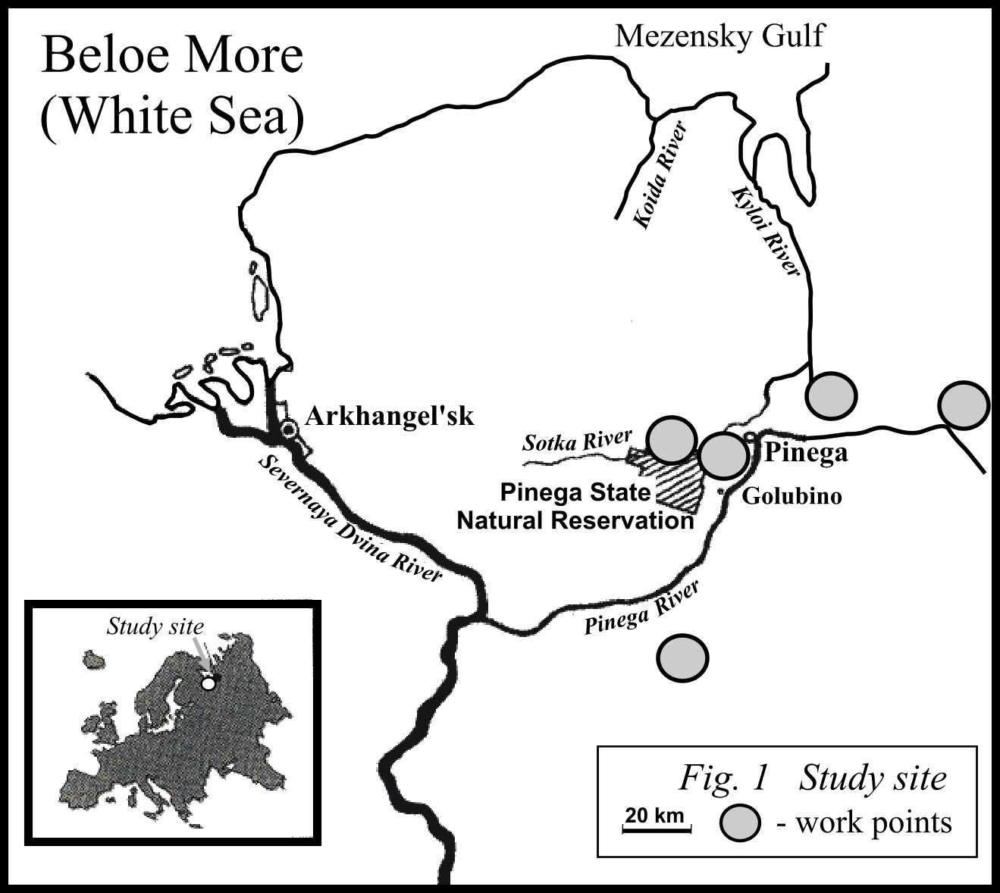 Beloe More
(White Sea)
Mezensky Gulf
Koida River
Kyloi River
Arkhangel'sk
Sotka River
Pinega
Pinega State
Natural Reservation
Golubino
Severnaya Dvina River
Pinega River
Study site
Fig. 1 Study site
20 km
- work points